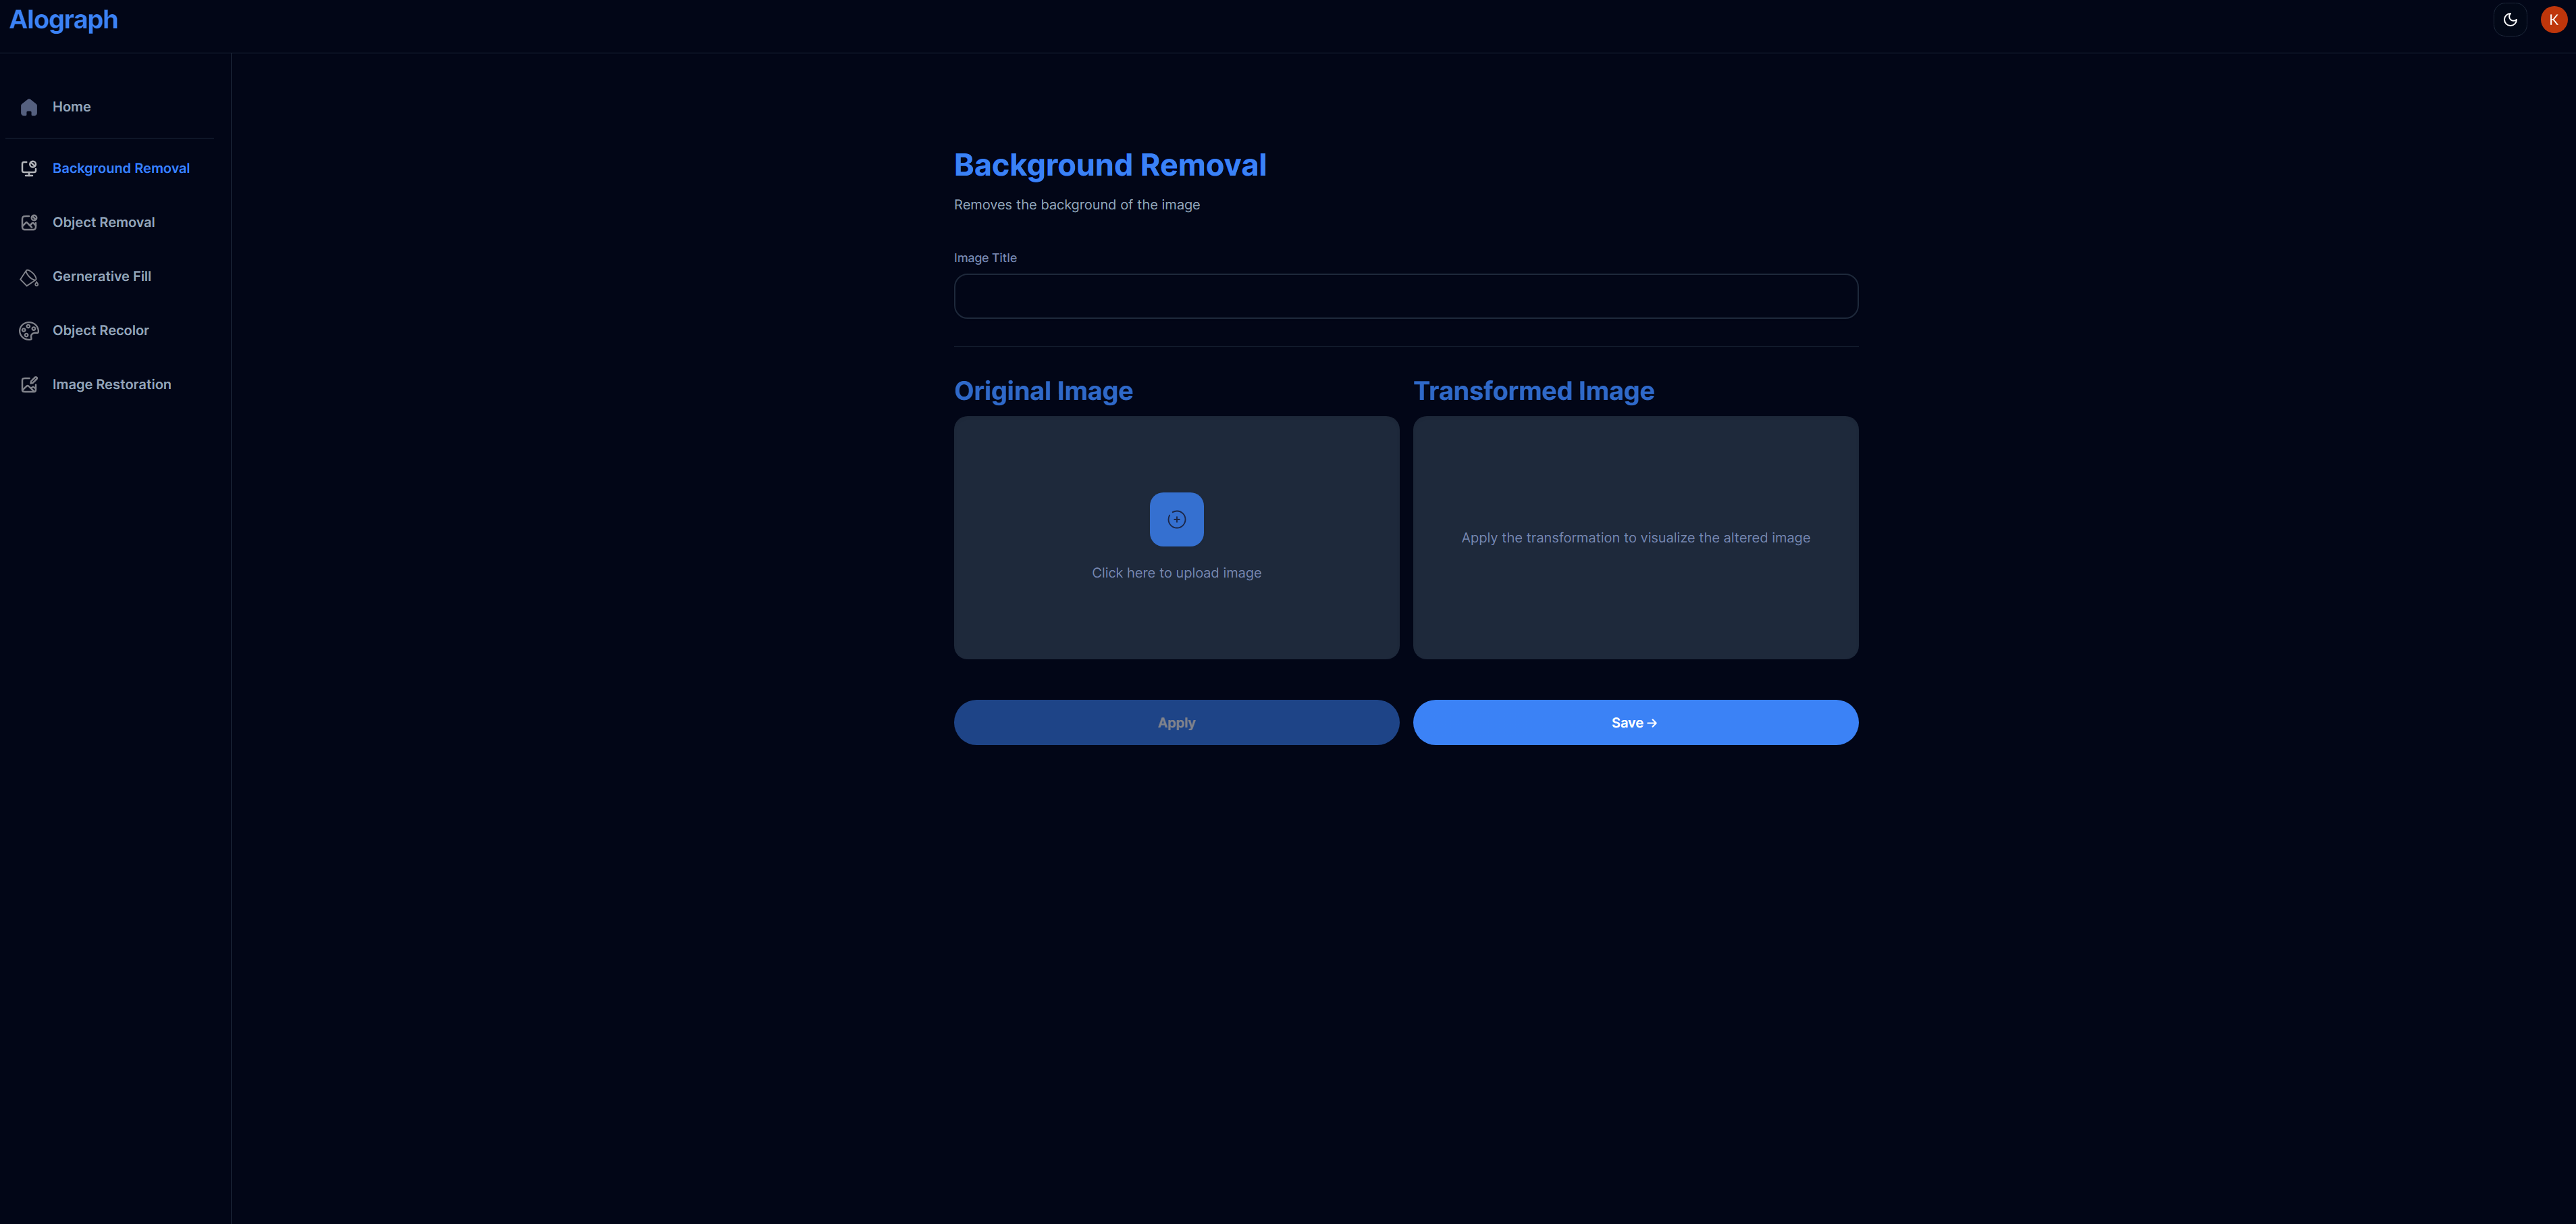 Alograph
K
Home
Background Removal
Object Removal
Gernerative Fill
Object Recolor
Image Restoration
Background Removal
Removes the background of the image
Image Title
Original Image
Transformed Image
Click here to upload image
Apply the transformation to visualize the altered image
Apply
Save →